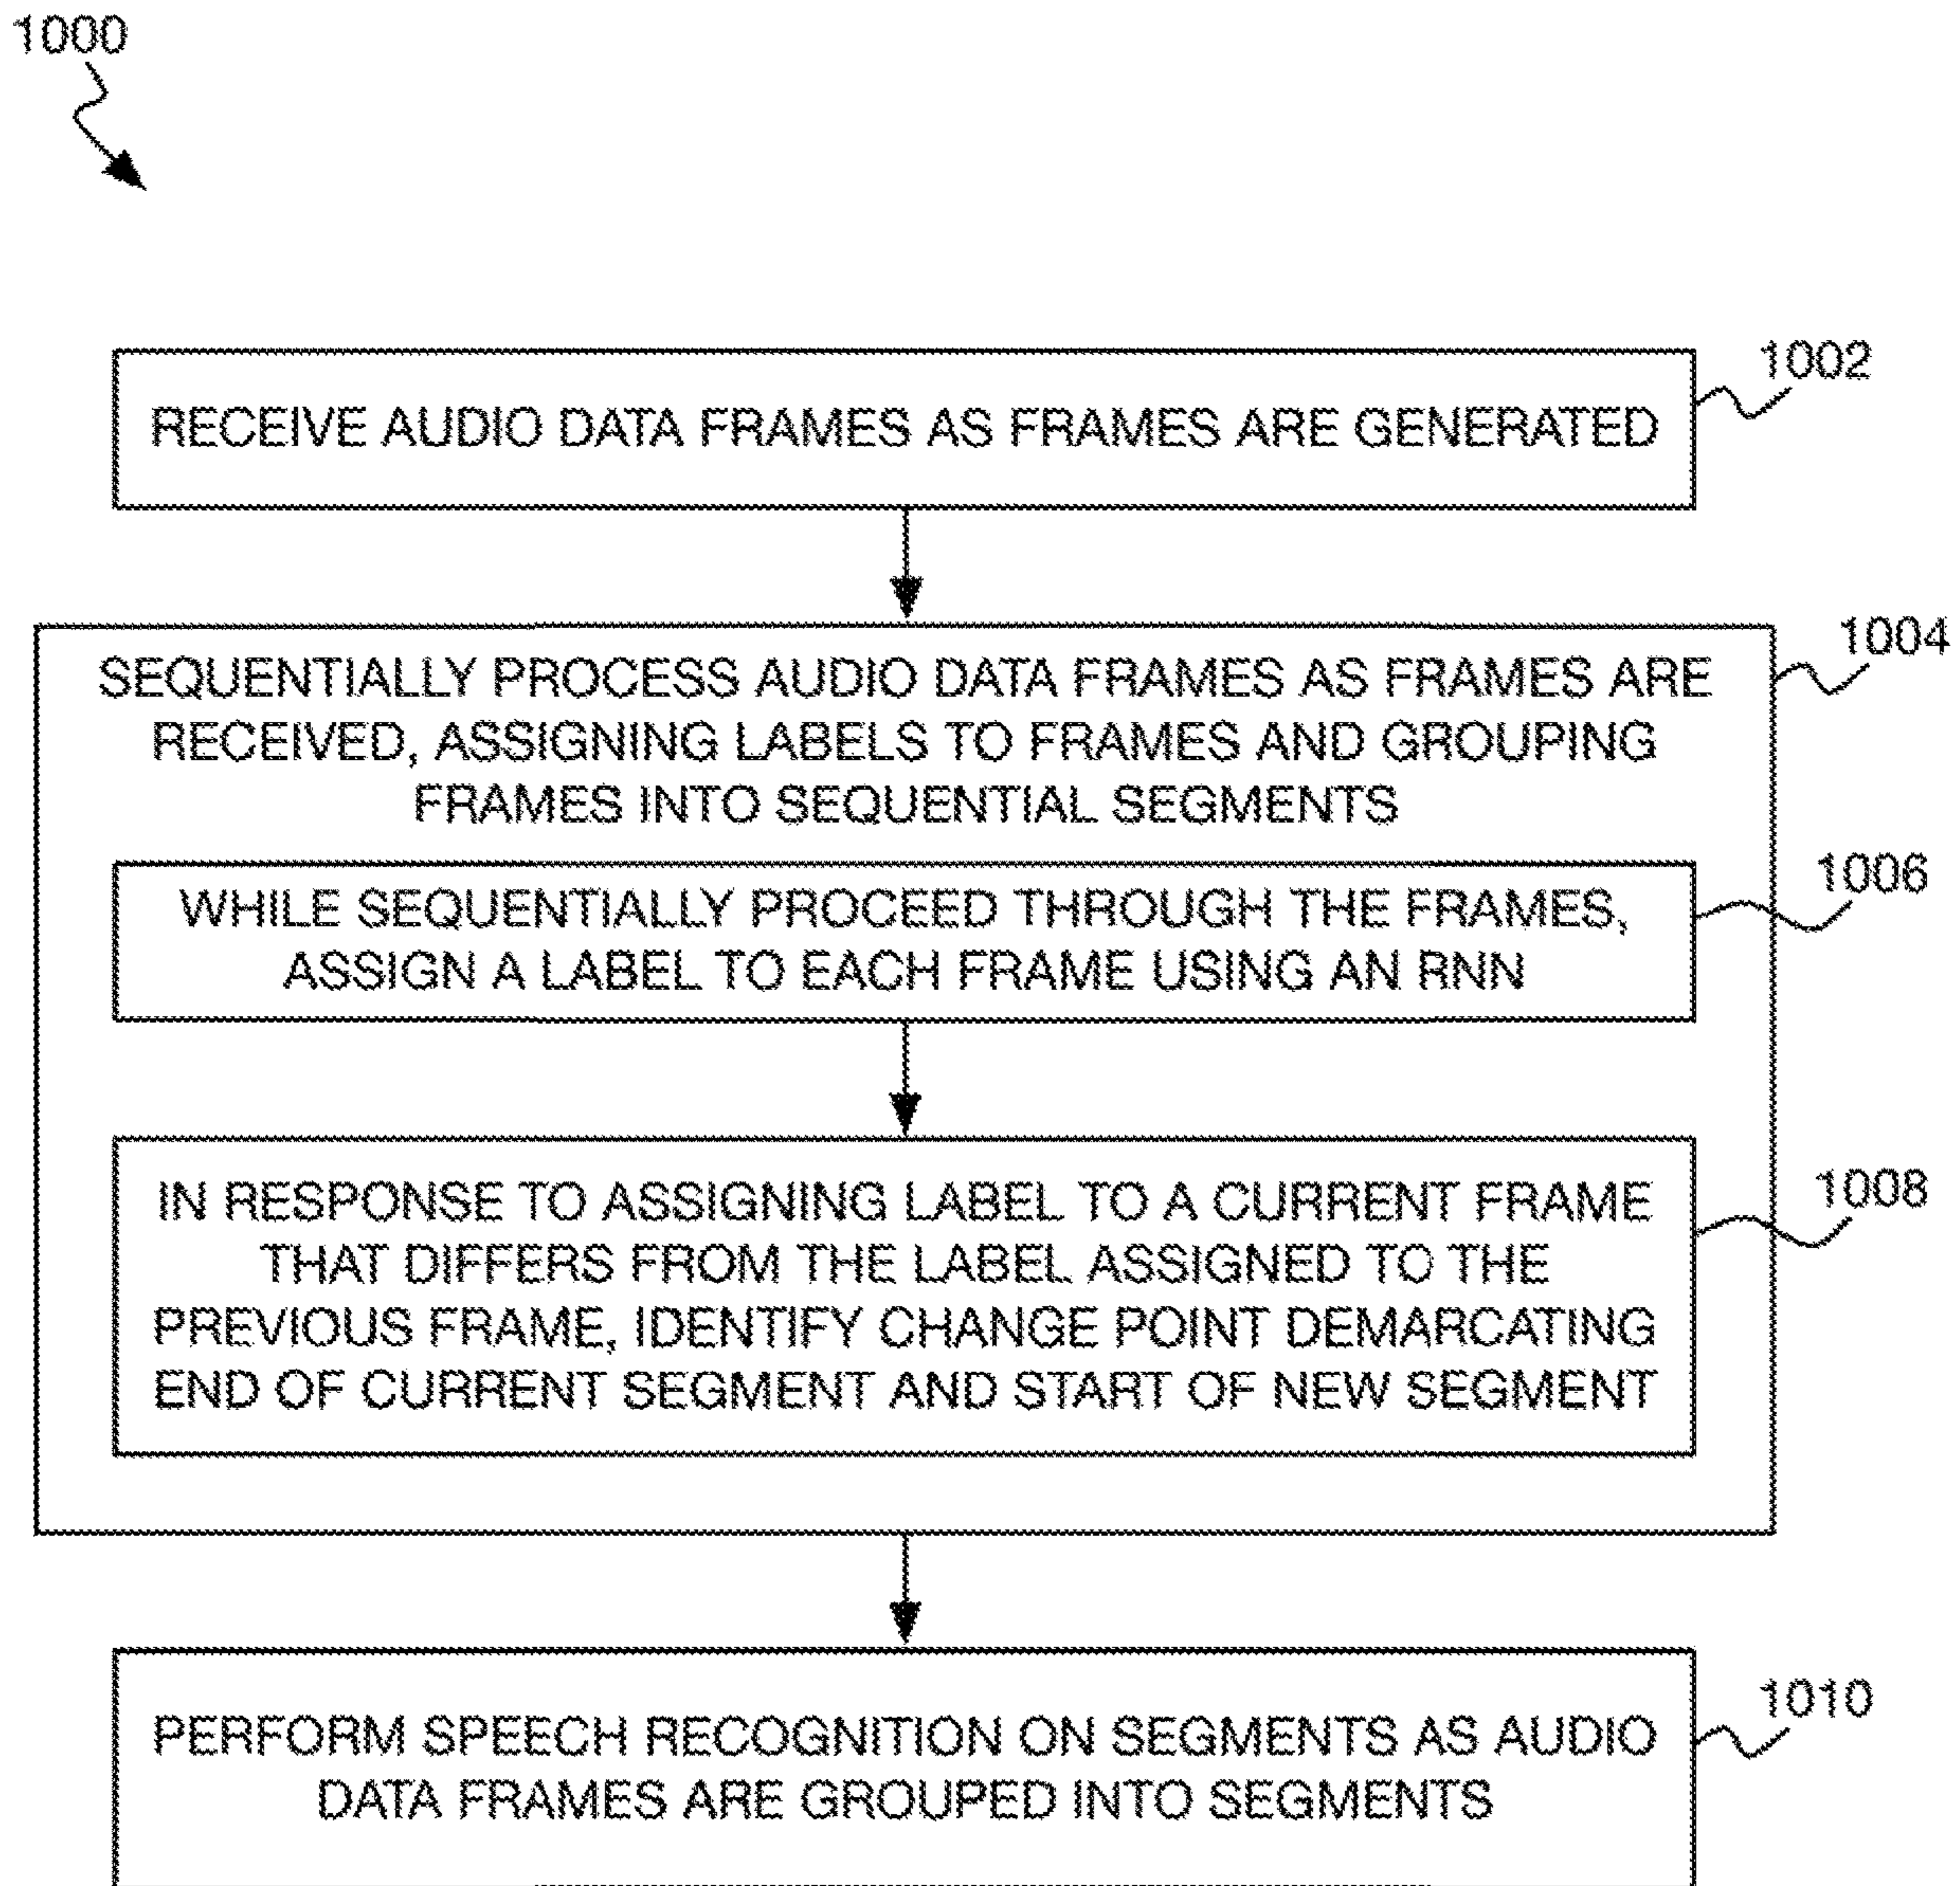 1000
1002
RECEIVE AUDIO DATA FRAMES AS FRAMES ARE GENERATED
1004
SEQUENTIALLY PROCESS AUDIO DATA FRAMES AS FRAMES ARE
RECEIVED, ASSIGNING LABELS TO FRAMES AND GROUPING
FRAMES INTO SEQUENTIAL SEGMENTS
1006
WHILE SEQUENTIALLY PROCEED THROUGH THE FRAMES,
ASSIGN A LABEL TO EACH FRAME USING AN RNN
1008
IN RESPONSE TO ASSIGNING LABEL TO A CURRENT FRAME
THAT DIFFERS FROM THE LABEL ASSIGNED TO THE
PREVIOUS FRAME, IDENTIFY CHANGE POINT DEMARCATING
END OF CURRENT SEGMENT AND START OF NEW SEGMENT
1010
PERFORM SPEECH RECOGNITION ON SEGMENTS AS AUDIO
DATA FRAMES ARE GROUPED INTO SEGMENTS